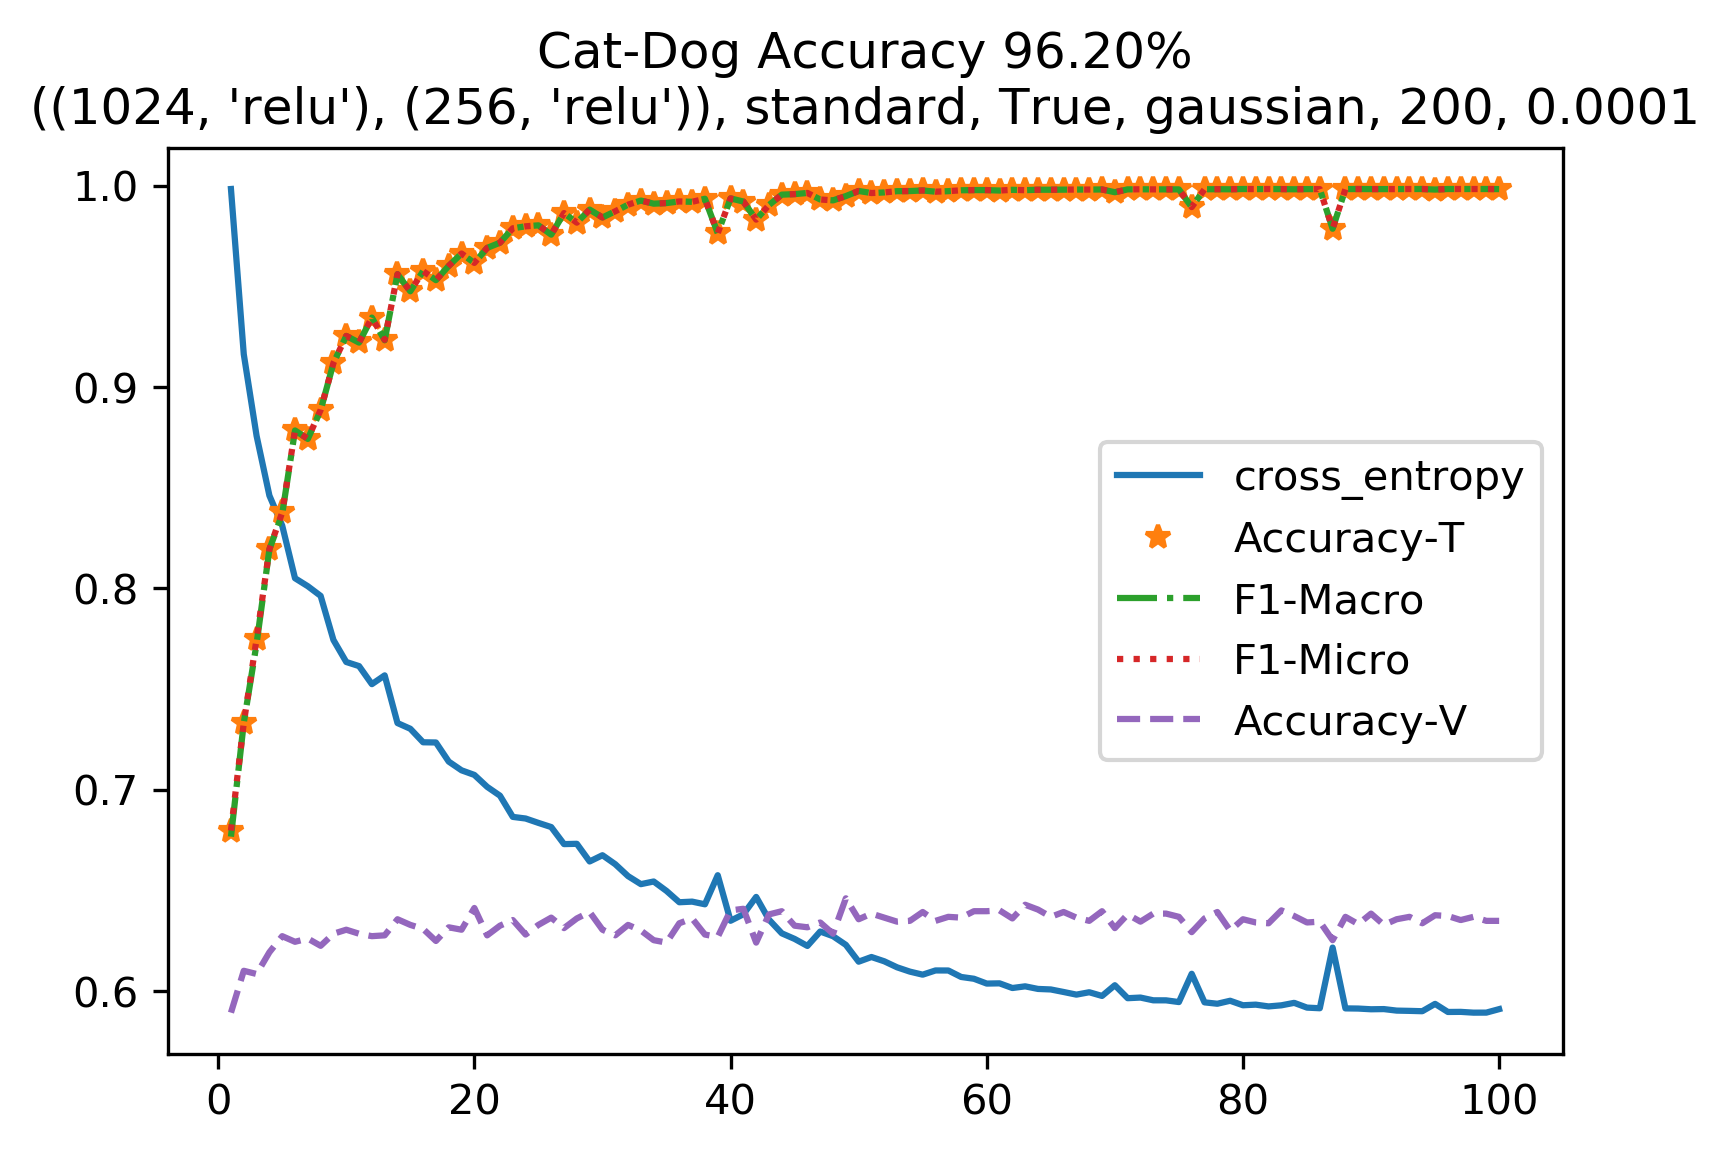 Cat-Dog Accuracy 96.20%
((1024, 'relu'), (256, 'relu')), standard, True, gaussian, 200, 0.0001
1.0
0.9
0.8
0.7
0.6
cross_entropy
Accuracy-T
F1-Macro
F1-Micro
Accuracy-V
0 20 40 60 80 100